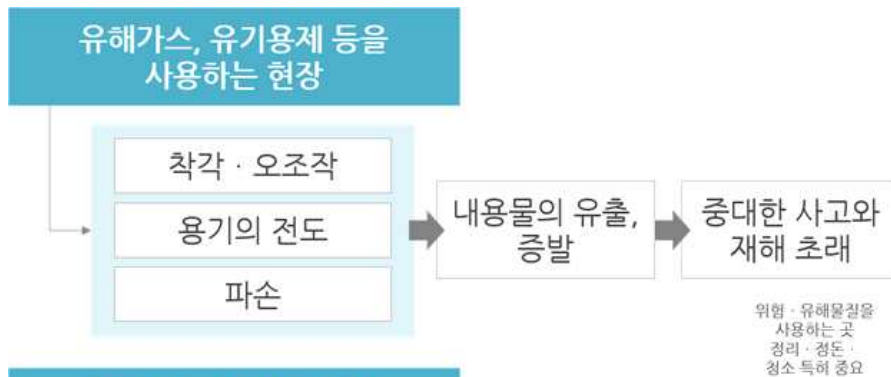 유해가스, 유기용제 등을
사용하는 현장
착각 · 오조작
용기의 전도
파손
내용물의 유출,
증발
중대한 사고와
재해 초래
위험 · 유해물질을
사용하는 곳
정리 · 정돈 ·
청소 특히 중요